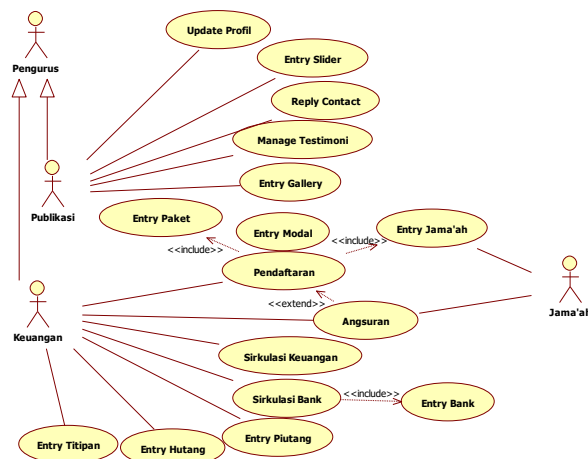 Update Profil
Pengurus
Entry Slider
Reply Contact
Manage Testimoni
Entry Gallery
Publikasi
Entry Paket
Entry Modal
Entry Jama'ah
<<include>>
<<include>>
Pendaftaran
<<extend>>
Angsuran
Jama'ah
Keuangan
Sirkulasi Keuangan
Sirkulasi Bank
<<include>>
Entry Bank
Entry Titipan
Entry Hutang
Entry Piutang